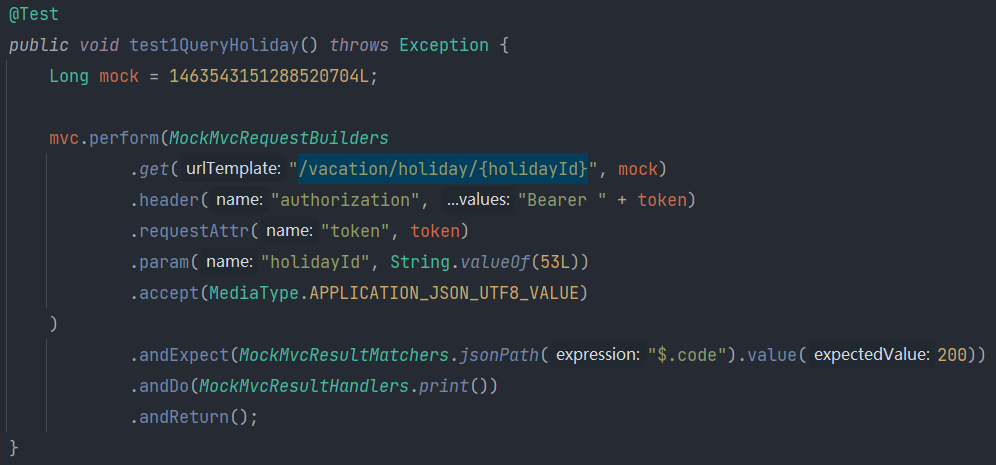 @Test
public void test1QueryHoliday() throws Exception {
Long mock = 1463543151288520704L;
mvc.perform(MockMvcRequestBuilders
.get( urlTemplate: "/vacation/holiday/{holidayId}", mock)
.header( name: "authorization", ...values: "Bearer " + token)
.requestAttr( name: "token", token)
.param( name: "holidayId", String.valueOf(53L))
.accept(MediaType.APPLICATION_JSON_UTF8_VALUE)
)
.andExpect(MockMvcResultMatchers.jsonPath( expression: "$.code").value( expectedValue: 200))
.andDo(MockMvcResultHandlers.print())
.andReturn();
}